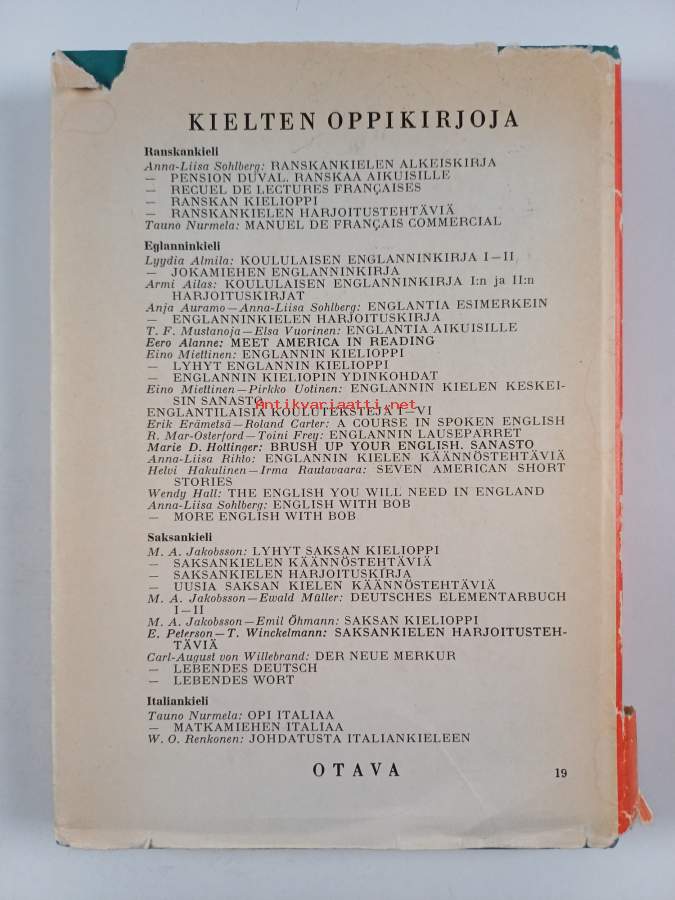 KIELTEN OPPIKIRJOJA
Ranskankieli
Anna-Liisa Sohlberg: RANSKANKIELEN ALKEISKIRJA
— PENSION DUVAL. RANSKAA AIKUISILLE
— RECUEL DE LECTURES FRANÇAISES
— RANSKAN KIELIOPPI
— RANSKANKIELEN HARJOITUSTEHTÄVIÄ
Tauno Nurmela: MANUEL DE FRANÇAIS COMMERCIAL
Eglanninkieli
Lyydia Almila: KOULULAISEN ENGLANNINKIRJA I—II
— JOKAMIEHEN ENGLANNINKIRJA
Armi Ailas: KOULULAISEN ENGLANNINKIRJA I:n ja II:n
HARJOITUSKIRJAT
Anja Auramo—Anna-Liisa Sohlberg: ENGLANTIA ESIMERKEIN
— ENGLANNINKIELEN HARJOITUSKIRJA
T. F. Mustanoja—Elsa Vuorinen: ENGLANTIA AIKUISILLE
Eero Alanne: MEET AMERICA IN READING
Eino Miettinen: ENGLANNIN KIELIOPPI
— LYHYT ENGLANNIN KIELIOPPI
— ENGLANNIN KIELIOPIN YDINKOHDAT
Eino Miettinen—Pirkko Uotinen: ENGLANNIN KIELEN KESKEI-
SIN SANASTO
Antikvariaatti.net
ENGLANTILAISIA KOULUTEKSTEJÄ I—VI
Erik Erämetsä—Roland Carter: A COURSE IN SPOKEN ENGLISH
R. Mar-Osterford—Toini Frey: ENGLANNIN LAUSEPARRET
Marie D. Hottinger: BRUSH UP YOUR ENGLISH. SANASTO
Anna-Liisa Rihto: ENGLANNIN KIELEN KÄÄNNÖSTEHTÄVIÄ
Helvi Hakulinen—Irma Rautavaara: SEVEN AMERICAN SHORT
STORIES
Wendy Hall: THE ENGLISH YOU WILL NEED IN ENGLAND
Anna-Liisa Sohlberg: ENGLISH WITH BOB
— MORE ENGLISH WITH BOB
Saksankieli
M. A. Jakobsson: LYHYT SAKSAN KIELIOPPI
— SAKSANKIELEN KÄÄNNÖSTEHTÄVIÄ
— SAKSANKIELEN HARJOITUSKIRJA
— UUSIA SAKSAN KIELEN KÄÄNNÖSTEHTÄVIÄ
M. A. Jakobsson—Ewald Müller: DEUTSCHES ELEMENTARBUCH
I—II
M. A. Jakobsson—Emil Öhmann: SAKSAN KIELIOPPI
E. Peterson—T. Winckelmann: SAKSANKIELEN HARJOITUSTEH-
TÄVIÄ
Carl-August von Willebrand: DER NEUE MERKUR
— LEBENDES DEUTSCH
— LEBENDES WORT
Italiankieli
Tauno Nurmela: OPI ITALIAA
— MATKAMIEHEN ITALIAA
W. O. Renkonen: JOHDATUSTA ITALIANKIELEEN
OTAVA
19